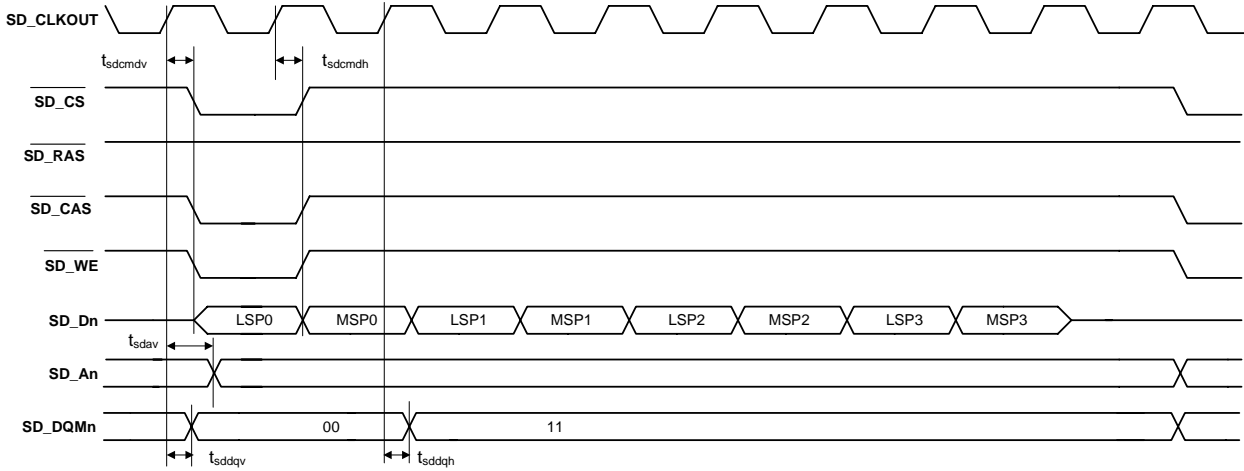 SD_CLKOUT
tsdcmdv
tsdcmdh
SD_CS
SD_RAS
SD_CAS
SD_WE
SD_Dn LSP0 MSP0 LSP1 MSP1 LSP2 MSP2 LSP3 MSP3
tsdav
SD_An
SD_DQMn 00 11
tsddqv
tsddqh